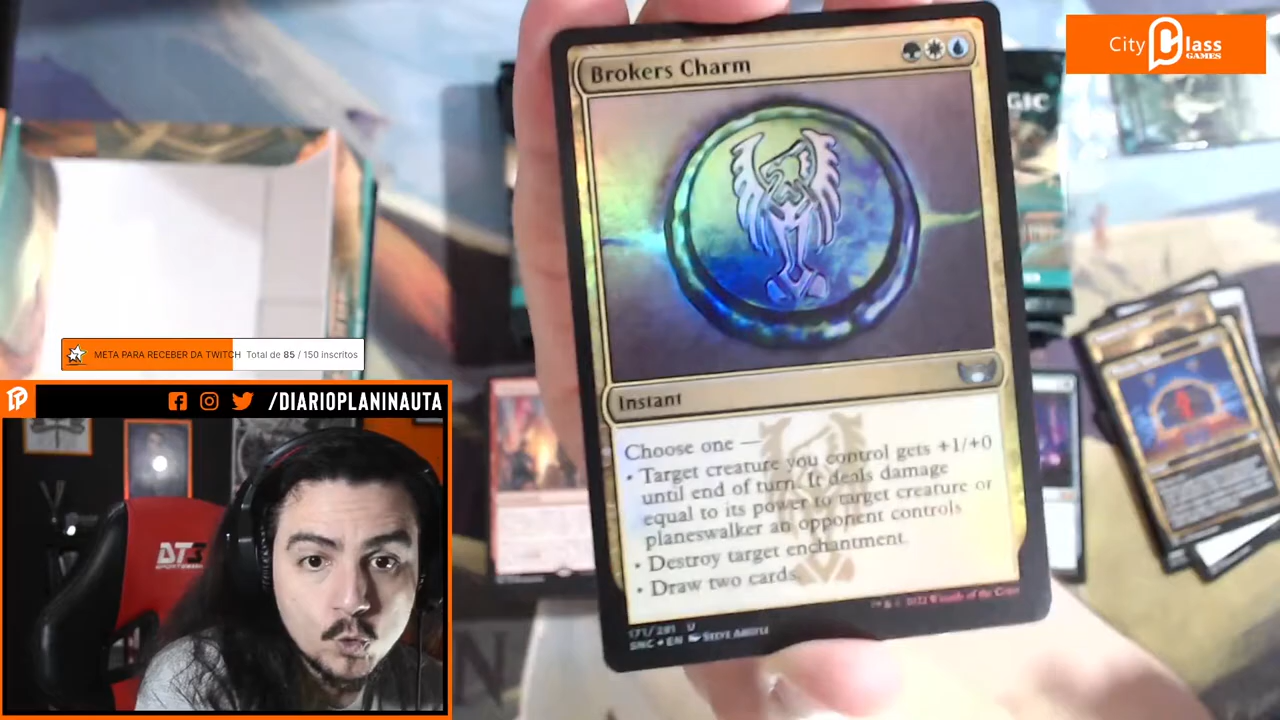 City Class
GAMES
GIC
Brokers Charm
Instant
Choose one —
• Target creature you control gets +1/+0
until end of turn. It deals damage
equal to its power to target creature or
planeswalker an opponent controls
• Destroy target enchantment.
• Draw two cards.
171/281 U
SNC • EN STEVE ARGYLE
™ & © 2022 Wizards of the Coast
META PARA RECEBER DA TWITCH Total de 85 / 150 inscritos
/DIARIOPLANINAUTA
DT3